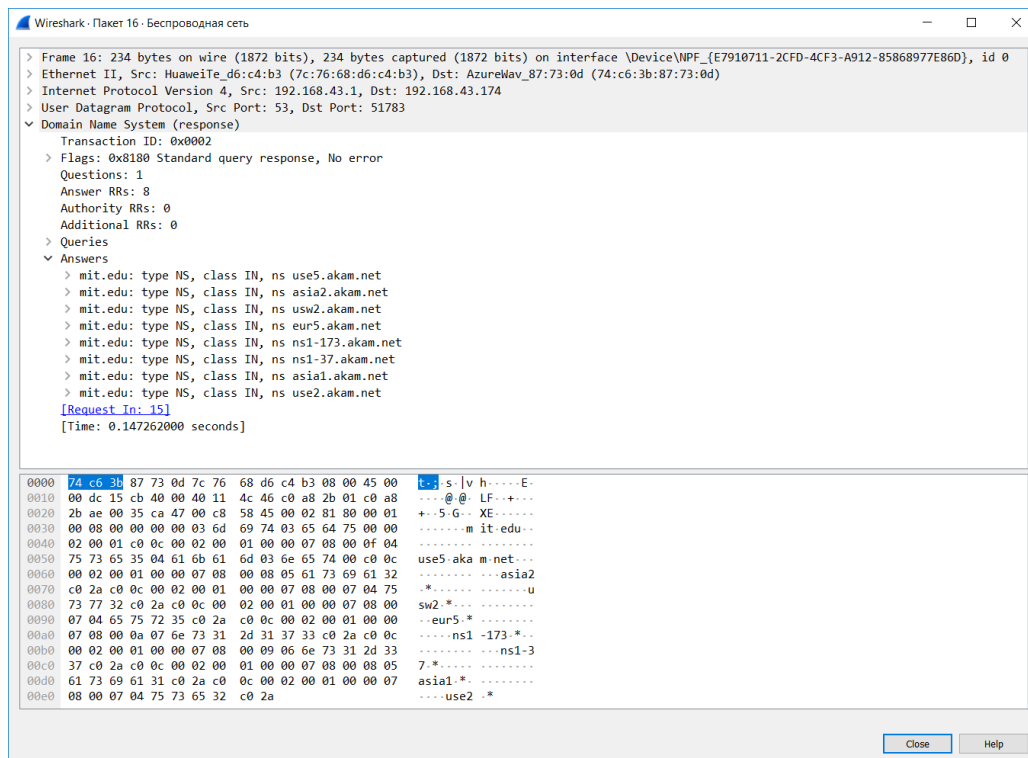 Wireshark · Пакет 16 · Беспроводная сеть
> Frame 16: 234 bytes on wire (1872 bits), 234 bytes captured (1872 bits) on interface \Device\NPF_{E7910711-2CFD-4CF3-A912-85868977E86D}, id 0
> Ethernet II, Src: HuaweiTe_d6:c4:b3 (7c:76:68:d6:c4:b3), Dst: AzureWav_87:73:0d (74:c6:3b:87:73:0d)
> Internet Protocol Version 4, Src: 192.168.43.1, Dst: 192.168.43.174
> User Datagram Protocol, Src Port: 53, Dst Port: 51783
Domain Name System (response)
Transaction ID: 0x0002
> Flags: 0x8180 Standard query response, No error
Questions: 1
Answer RRs: 8
Authority RRs: 0
Additional RRs: 0
> Queries
Answers
> mit.edu: type NS, class IN, ns use5.akam.net
> mit.edu: type NS, class IN, ns asia2.akam.net
> mit.edu: type NS, class IN, ns usw2.akam.net
> mit.edu: type NS, class IN, ns eur5.akam.net
> mit.edu: type NS, class IN, ns ns1-173.akam.net
> mit.edu: type NS, class IN, ns ns1-37.akam.net
> mit.edu: type NS, class IN, ns asia1.akam.net
> mit.edu: type NS, class IN, ns use2.akam.net
[Request In: 15]
[Time: 0.147262000 seconds]
0000 74 c6 3b 87 73 0d 7c 76 68 d6 c4 b3 08 00 45 00 t·;·s·|v h·····E·
0010 00 dc 15 cb 40 00 40 11 4c 46 c0 a8 2b 01 c0 a8 ····@·@· LF··+···
0020 2b ae 00 35 ca 47 00 c8 58 45 00 02 81 80 00 01 +··5·G·· XE······
0030 00 08 00 00 00 00 03 6d 69 74 03 65 64 75 00 00 ·······m it·edu··
0040 02 00 01 c0 0c 00 02 00 01 00 00 07 08 00 0f 04 ········ ········
0050 75 73 65 35 04 61 6b 61 6d 03 6e 65 74 00 c0 0c use5·aka m·net···
0060 00 02 00 01 00 00 07 08 00 08 05 61 73 69 61 32 ········ ···asia2
0070 c0 2a c0 0c 00 02 00 01 00 00 07 08 00 07 04 75 ·*······ ·······u
0080 73 77 32 c0 2a c0 0c 00 02 00 01 00 00 07 08 00 sw2·*··· ········
0090 07 04 65 75 72 35 c0 2a c0 0c 00 02 00 01 00 00 ··eur5·* ········
00a0 07 08 00 0a 07 6e 73 31 2d 31 37 33 c0 2a c0 0c ·····ns1 -173·*··
00b0 00 02 00 01 00 00 07 08 00 09 06 6e 73 31 2d 33 ········ ···ns1-3
00c0 37 c0 2a c0 0c 00 02 00 01 00 00 07 08 00 08 05 7·*····· ········
00d0 61 73 69 61 31 c0 2a c0 0c 00 02 00 01 00 00 07 asia1·*· ········
00e0 08 00 07 04 75 73 65 32 c0 2a ····use2 ·*
Close Help